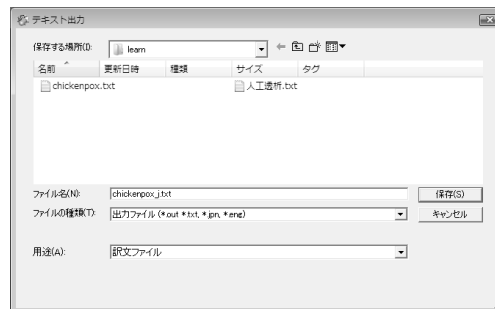 テキスト出力
保存する場所(I):
learn
名前 更新日時 種類 サイズ タグ
chickenpox.txt 人工透析.txt
ファイル名(N): chickenpox_j.txt 保存(S)
ファイルの種類(T): 出力ファイル (*.out *.txt, *.jpn, *.eng) キャンセル
用途(A): 訳文ファイル